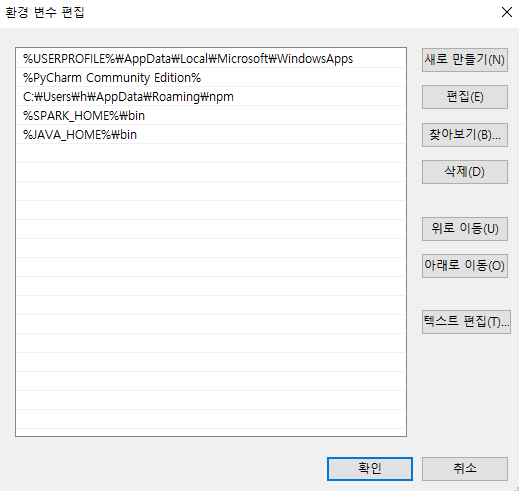 환경 변수 편집
%USERPROFILE%₩AppData₩Local₩Microsoft₩WindowsApps
%PyCharm Community Edition%
C:₩Users₩h₩AppData₩Roaming₩npm
%SPARK_HOME%₩bin
%JAVA_HOME%₩bin
새로 만들기(N)
편집(E)
찾아보기(B)...
삭제(D)
위로 이동(U)
아래로 이동(O)
텍스트 편집(T)...
확인
취소